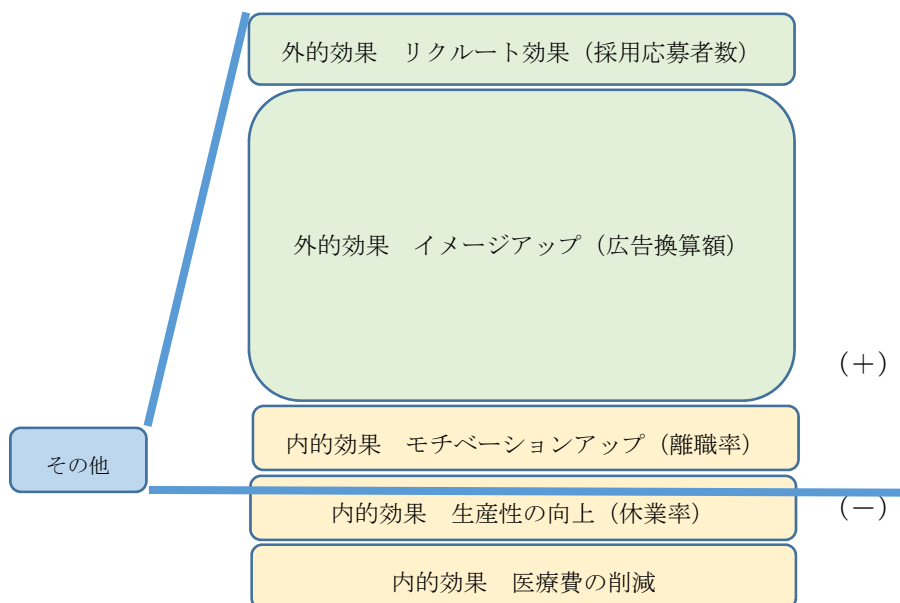 外的効果　リクルート効果（採用応募者数）
外的効果　イメージアップ（広告換算額）
（＋）
内的効果　モチベーションアップ（離職率）
その他
内的効果　生産性の向上（休業率）
（－）
内的効果　医療費の削減